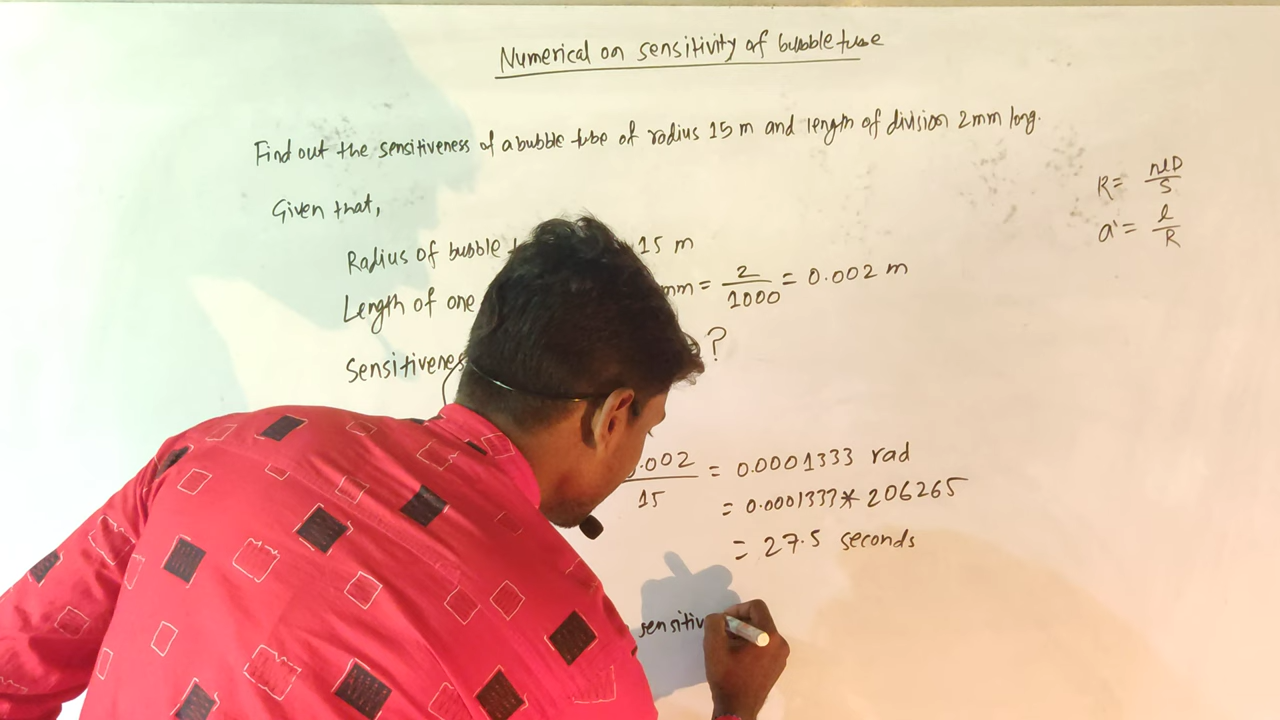 Numerical on sensitivity of bubble tube
Find out the sensitiveness of a bubble tube of radius 15 m and length of division 2mm long.
R = nlD/S
a' = l/R
Given that,
Radius of bubble 15 m
Length of one mm = 2/1000 = 0.002 m
Sensitivenes ?
.002/15 = 0.0001333 rad
= 0.0001333 * 206265
= 27.5 seconds
sensitiv